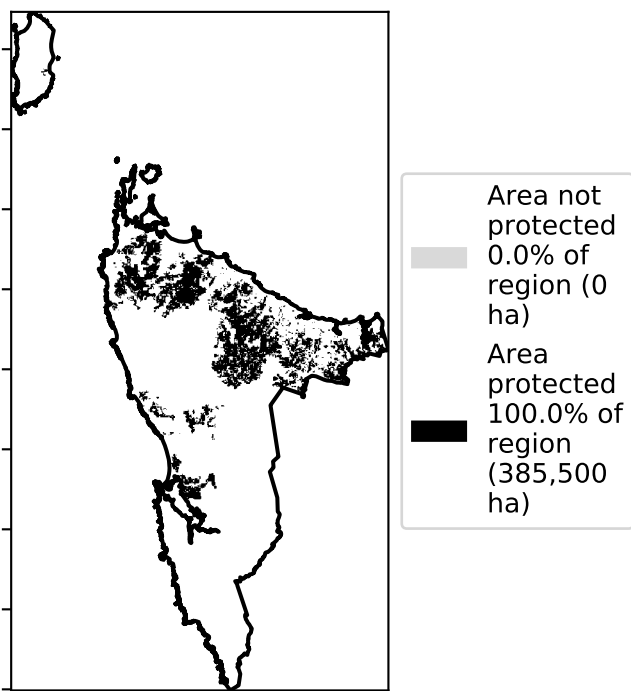 Area not
protected
0.0% of
region (0
ha)
Area
protected
100.0% of
region
(385,500
ha)